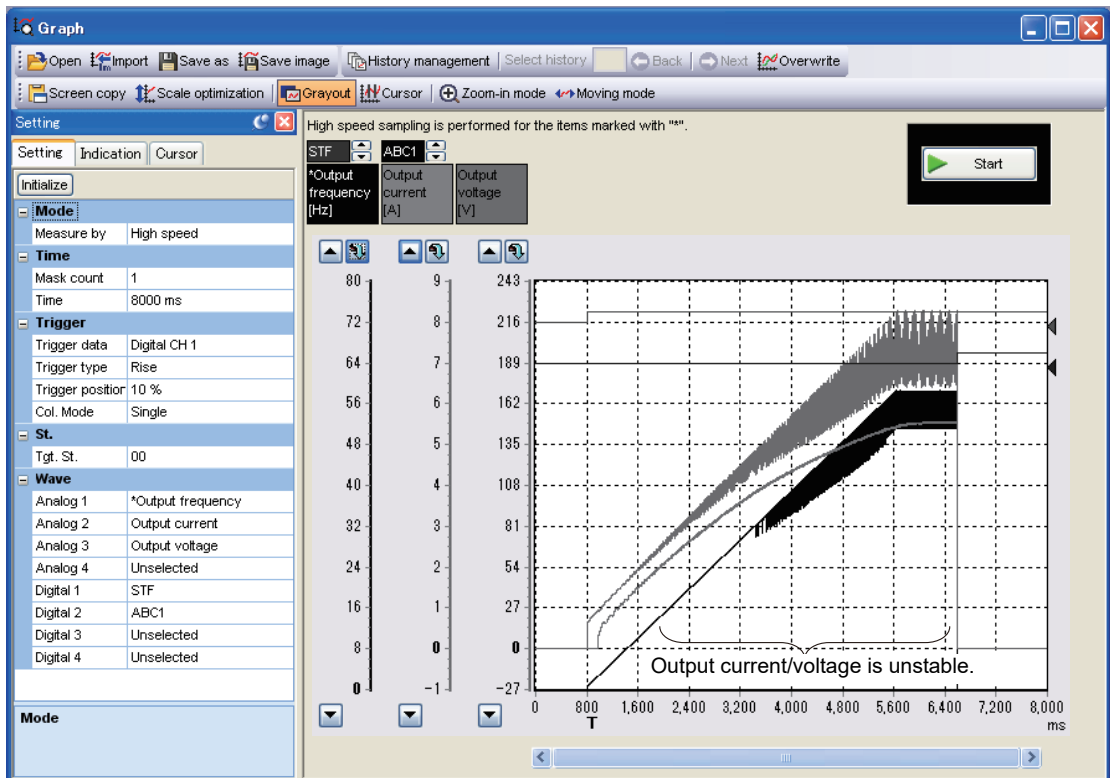 Graph
Open Import Save as Save image History management Select history Back Next Overwrite
Screen copy Scale optimization Grayout Cursor Zoom-in mode Moving mode
Setting
Setting Indication Cursor
Initialize
Mode
Measure by High speed
Time
Mask count 1
Time 8000 ms
Trigger
Trigger data Digital CH 1
Trigger type Rise
Trigger position 10 %
Col. Mode Single
St.
Tgt. St. 00
Wave
Analog 1 *Output frequency
Analog 2 Output current
Analog 3 Output voltage
Analog 4 Unselected
Digital 1 STF
Digital 2 ABC1
Digital 3 Unselected
Digital 4 Unselected
Mode
High speed sampling is performed for the items marked with "*".
STF ABC1
*Output frequency [Hz]
Output current [A]
Output voltage [V]
Start
80 9 243
72 8 216
64 7 189
56 6 162
48 5 135
40 4 108
32 3 81
24 2 54
16 1 27
8 0 0
0 -1 -27
Output current/voltage is unstable.
0 800 1,600 2,400 3,200 4,000 4,800 5,600 6,400 7,200 8,000
T ms